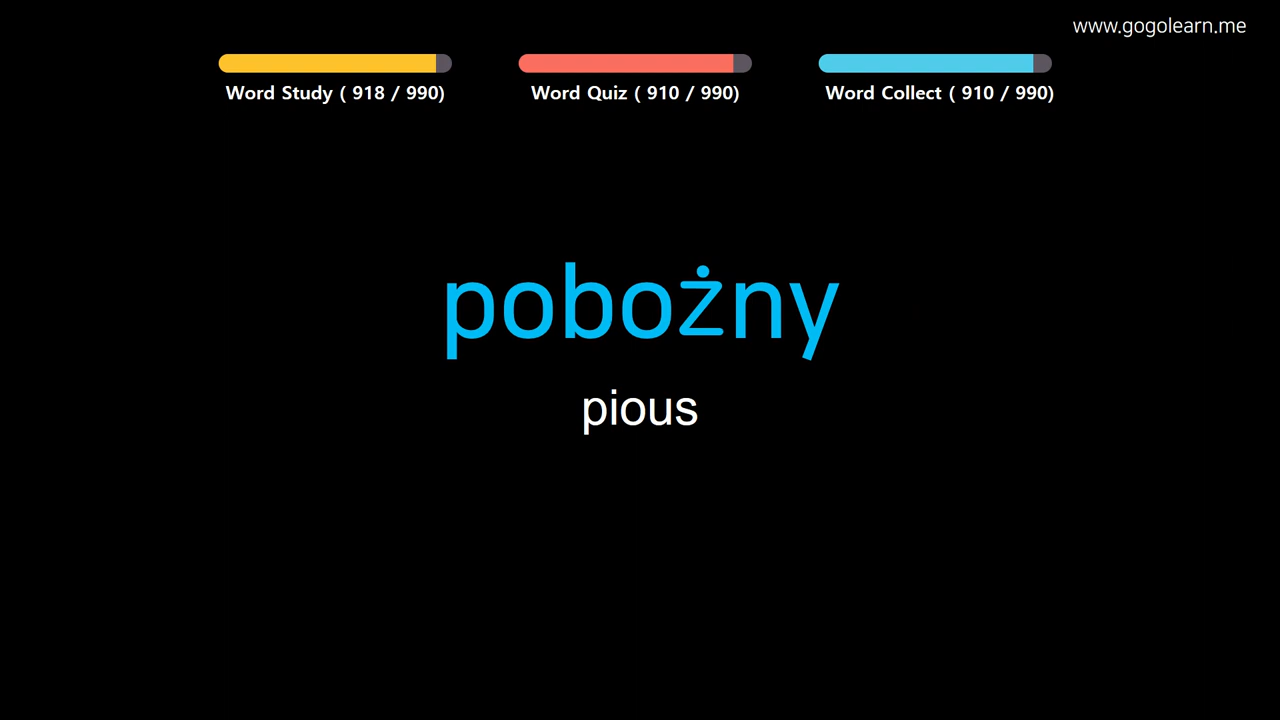 www.gogolearn.me
Word Study ( 918 / 990)
Word Quiz ( 910 / 990)
Word Collect ( 910 / 990)
pobożny
pious